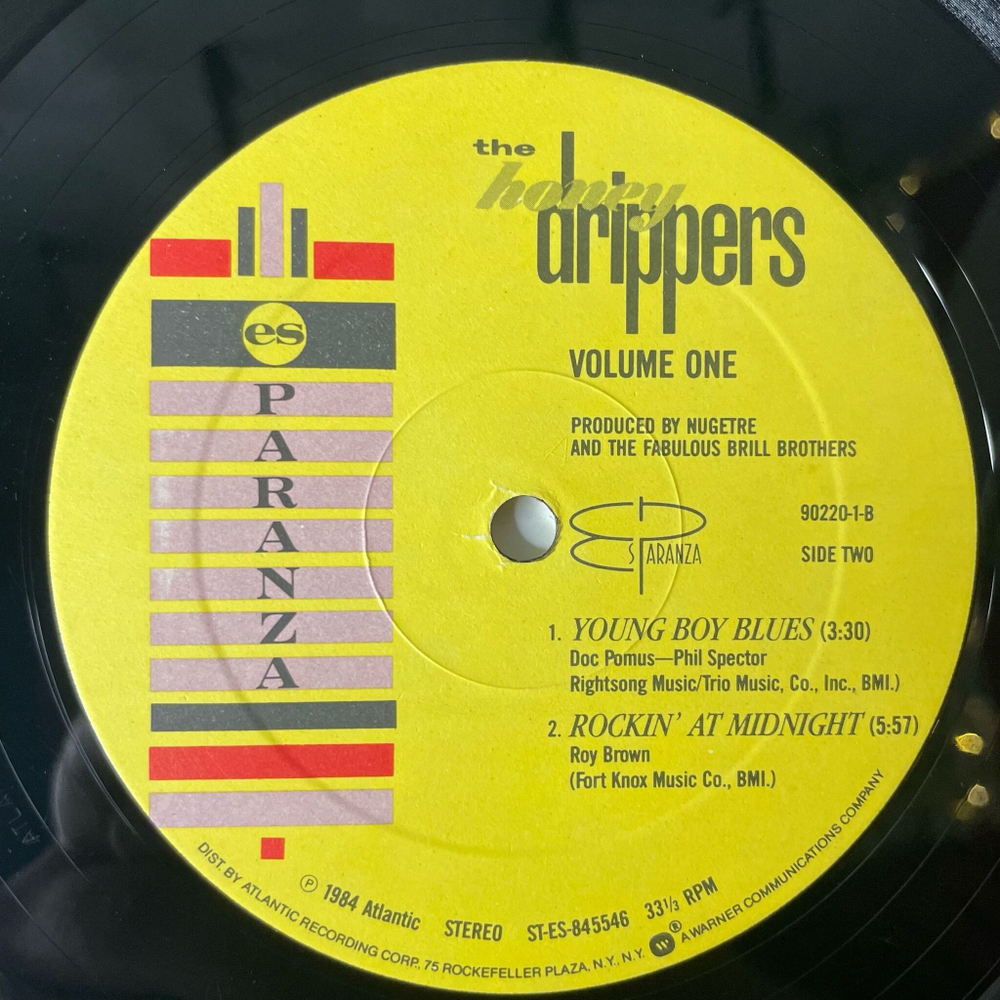 the
honey
drippers
VOLUME ONE
PRODUCED BY NUGETRE
AND THE FABULOUS BRILL BROTHERS
es
PARANZA
ESPARANZA
90220-1-B
SIDE TWO
1. YOUNG BOY BLUES (3:30)
Doc Pomus—Phil Spector
Rightsong Music/Trio Music, Co., Inc., BMI.)
2. ROCKIN' AT MIDNIGHT (5:57)
Roy Brown
(Fort Knox Music Co., BMI.)
℗ 1984 Atlantic STEREO ST-ES-845546 33⅓ RPM
DIST. BY ATLANTIC RECORDING CORP., 75 ROCKEFELLER PLAZA, N.Y., N.Y. ® A WARNER COMMUNICATIONS COMPANY